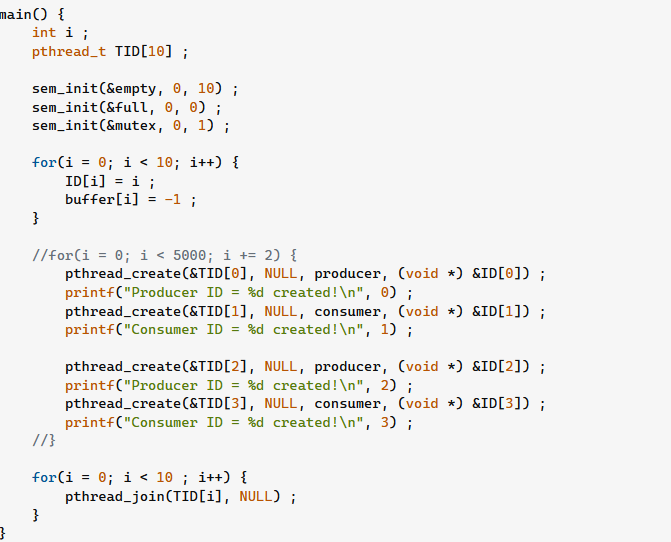 main() {
    int i ;
    pthread_t TID[10] ;

    sem_init(&empty, 0, 10) ;
    sem_init(&full, 0, 0) ;
    sem_init(&mutex, 0, 1) ;

    for(i = 0; i < 10; i++) {
        ID[i] = i ;
        buffer[i] = -1 ;
    }

    //for(i = 0; i < 5000; i += 2) {
        pthread_create(&TID[0], NULL, producer, (void *) &ID[0]) ;
        printf("Producer ID = %d created!\n", 0) ;
        pthread_create(&TID[1], NULL, consumer, (void *) &ID[1]) ;
        printf("Consumer ID = %d created!\n", 1) ;

        pthread_create(&TID[2], NULL, producer, (void *) &ID[2]) ;
        printf("Producer ID = %d created!\n", 2) ;
        pthread_create(&TID[3], NULL, consumer, (void *) &ID[3]) ;
        printf("Consumer ID = %d created!\n", 3) ;
    //}

    for(i = 0; i < 10 ; i++) {
        pthread_join(TID[i], NULL) ;
    }
}